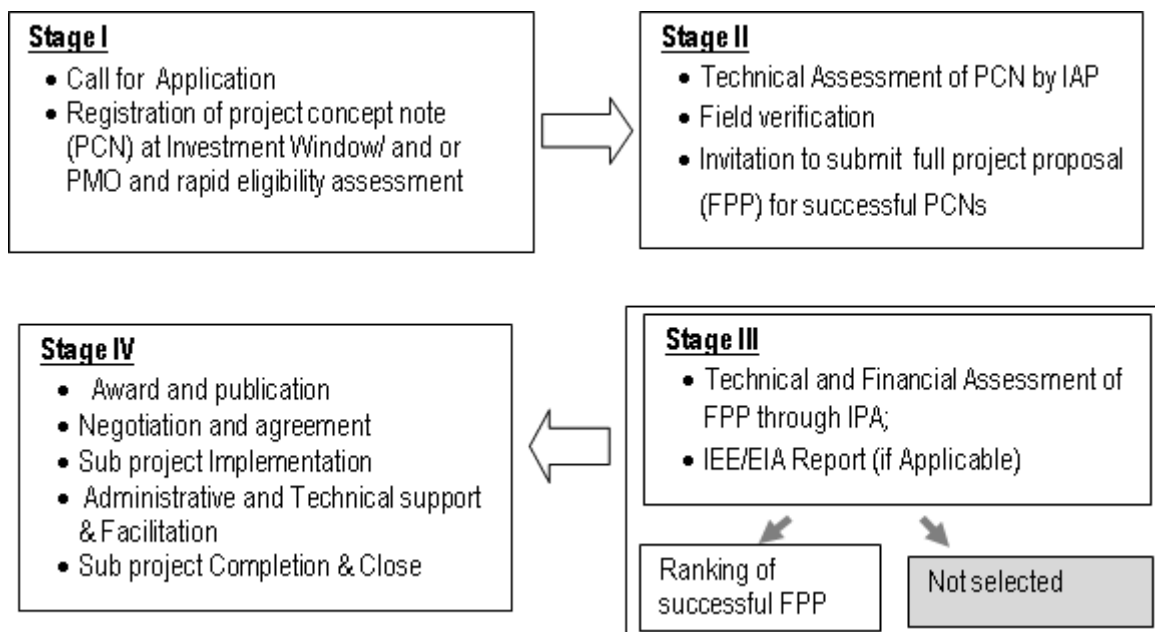 Stage I
• Call for Application
• Registration of project concept note
(PCN) at Investment Window/ and or
PMO and rapid eligibility assessment
Stage II
• Technical Assessment of PCN by IAP
• Field verification
• Invitation to submit full project proposal
(FPP) for successful PCNs
Stage III
• Technical and Financial Assessment of
FPP through IPA;
• IEE/EIA Report (if Applicable)
Ranking of
successful FPP
Not selected
Stage IV
• Award and publication
• Negotiation and agreement
• Sub project Implementation
• Administrative and Technical support
& Facilitation
• Sub project Completion & Close